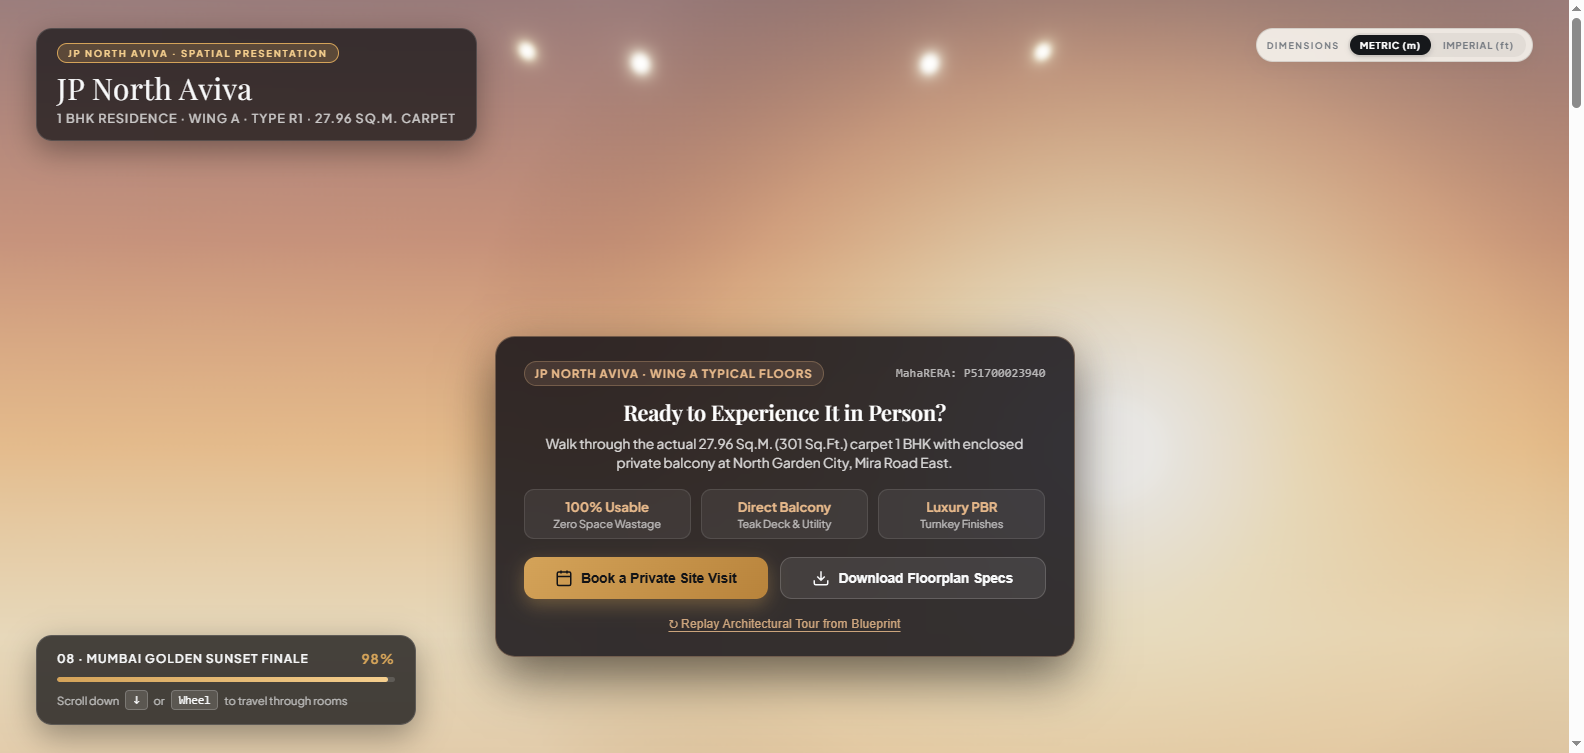 JP NORTH AVIVA · SPATIAL PRESENTATION
JP North Aviva
1 BHK RESIDENCE · WING A · TYPE R1 · 27.96 SQ.M. CARPET
DIMENSIONS METRIC (m) IMPERIAL (ft)
JP NORTH AVIVA · WING A TYPICAL FLOORS
MahaRERA: P51700023940
Ready to Experience It in Person?
Walk through the actual 27.96 Sq.M. (301 Sq.Ft.) carpet 1 BHK with enclosed
private balcony at North Garden City, Mira Road East.
100% Usable
Zero Space Wastage
Direct Balcony
Teak Deck & Utility
Luxury PBR
Turnkey Finishes
Book a Private Site Visit
Download Floorplan Specs
↻ Replay Architectural Tour from Blueprint
08 · MUMBAI GOLDEN SUNSET FINALE 98%
Scroll down ↓ or Wheel to travel through rooms